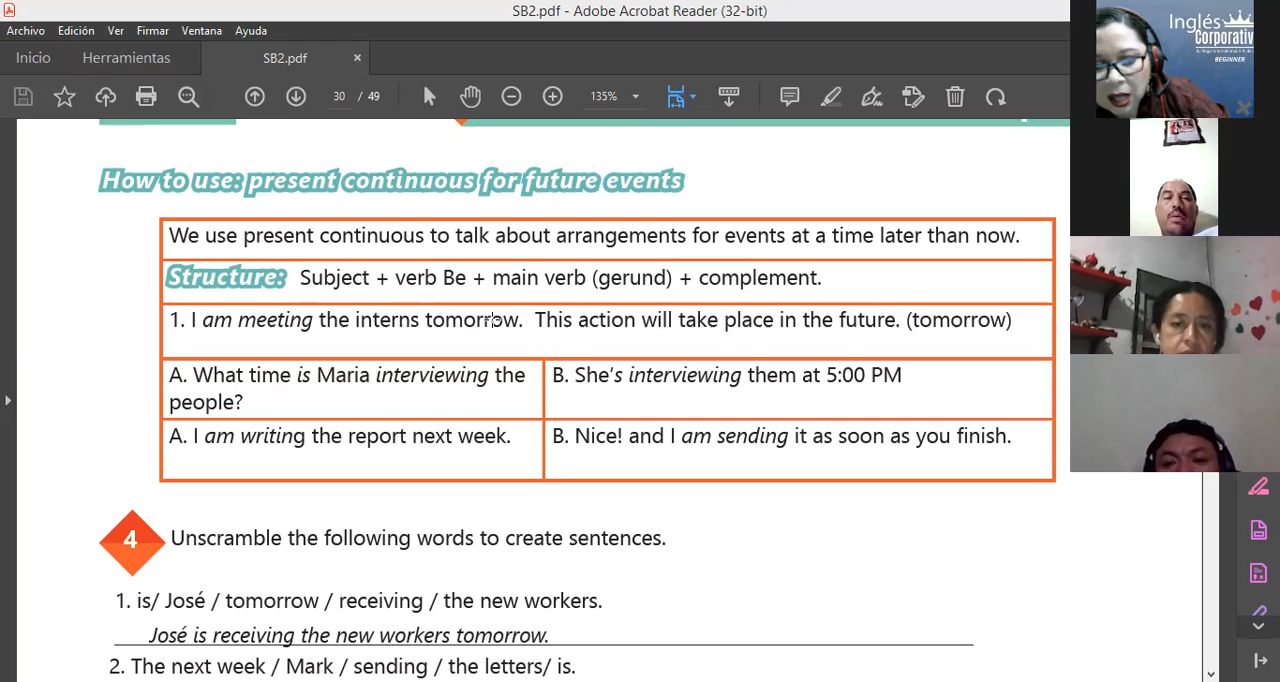 SB2.pdf - Adobe Acrobat Reader (32-bit)
Archivo Edición Ver Firmar Ventana Ayuda
Inicio Herramientas SB2.pdf ×
30 / 49 135%
How to use: present continuous for future events
We use present continuous to talk about arrangements for events at a time later than now.
Structure: Subject + verb Be + main verb (gerund) + complement.
1. I am meeting the interns tomorrow. This action will take place in the future. (tomorrow)
A. What time is Maria interviewing the
people?
B. She's interviewing them at 5:00 PM
A. I am writing the report next week.
B. Nice! and I am sending it as soon as you finish.
4 Unscramble the following words to create sentences.
1. is/ José / tomorrow / receiving / the new workers.
José is receiving the new workers tomorrow.
2. The next week / Mark / sending / the letters/ is.
Inglés
Corporativ
BEGINNER